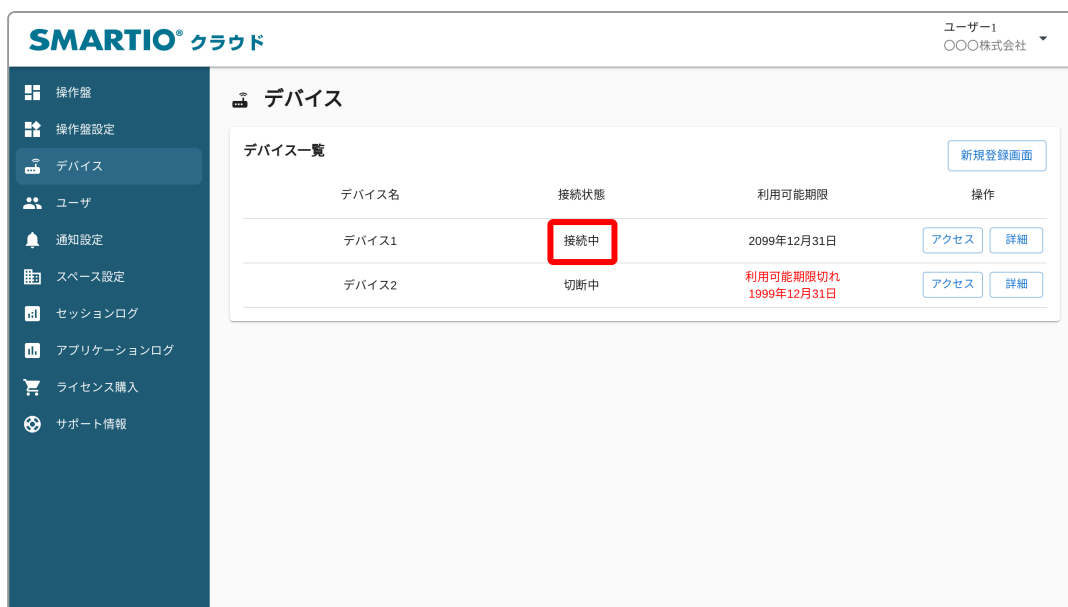 SMARTIO® クラウド
ユーザー1
〇〇〇株式会社
操作盤
操作盤設定
デバイス
ユーザ
通知設定
スペース設定
セッションログ
アプリケーションログ
ライセンス購入
サポート情報
デバイス
デバイス一覧
新規登録画面
デバイス名 接続状態 利用可能期限 操作
デバイス1 接続中 2099年12月31日 アクセス 詳細
デバイス2 切断中 利用可能期限切れ アクセス 詳細
1999年12月31日